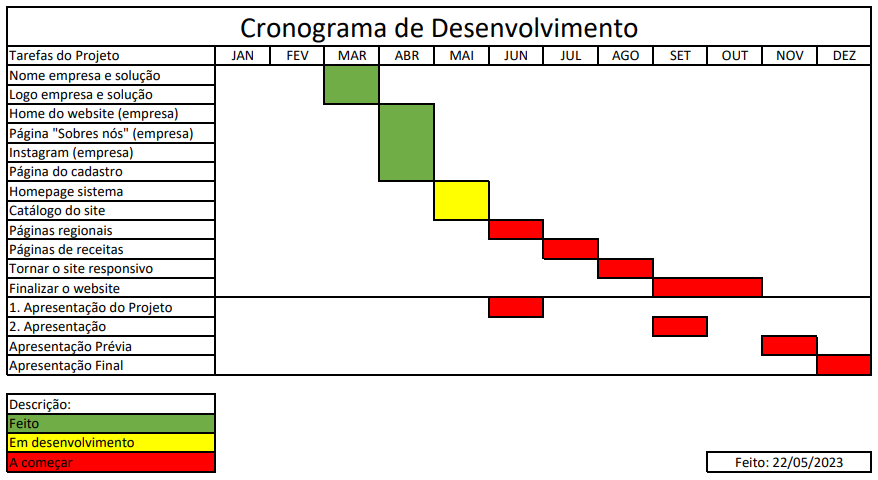 Cronograma de Desenvolvimento
Tarefas do Projeto JAN FEV MAR ABR MAI JUN JUL AGO SET OUT NOV DEZ
Nome empresa e solução
Logo empresa e solução
Home do website (empresa)
Página "Sobres nós" (empresa)
Instagram (empresa)
Página do cadastro
Homepage sistema
Catálogo do site
Páginas regionais
Páginas de receitas
Tornar o site responsivo
Finalizar o website
1. Apresentação do Projeto
2. Apresentação
Apresentação Prévia
Apresentação Final
Descrição:
Feito
Em desenvolvimento
A começar
Feito: 22/05/2023